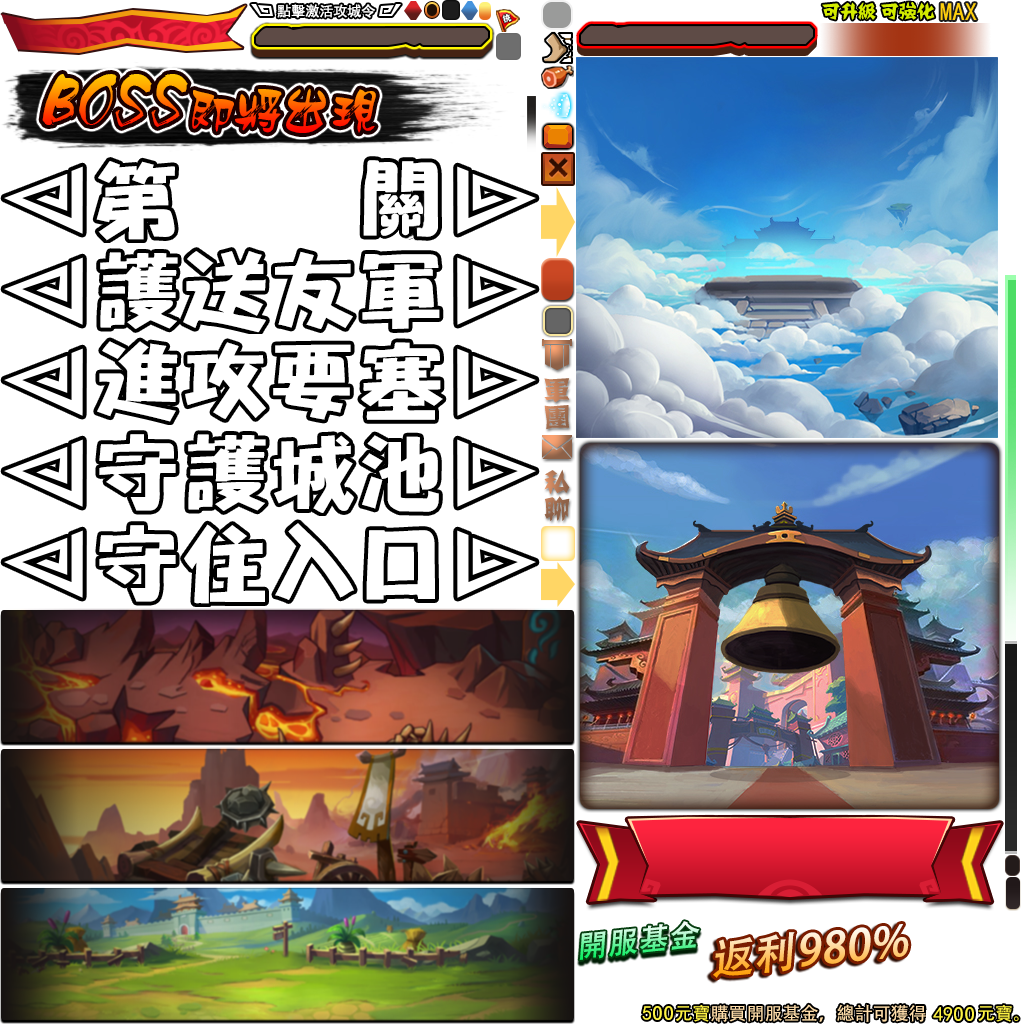 點擊激活攻城令
桃
可升級 可強化 MAX
BOSS即將出現
第 關
護送友軍
進攻要塞
守護城池
守住入口
軍團
私聊
開服基金
返利980%
500元寶購買開服基金，總計可獲得 4900元寶。